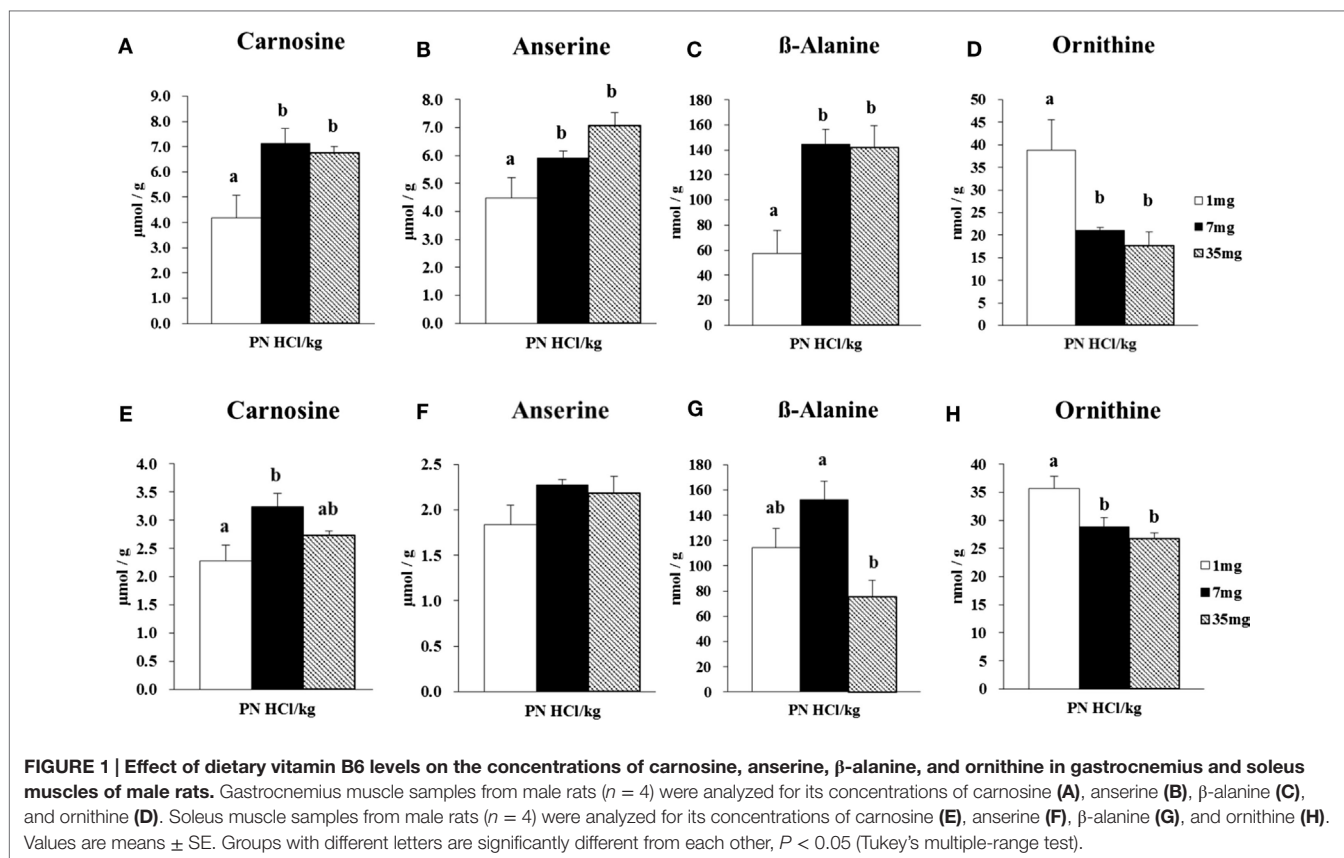 A
Carnosine
µmol / g
9.0
8.0
7.0
6.0
5.0
4.0
3.0
2.0
1.0
0.0
a
b
b
PN HCl/kg
B
Anserine
8.0
7.0
6.0
5.0
4.0
3.0
2.0
1.0
0.0
a
b
b
PN HCl/kg
C
ß-Alanine
nmol / g
180
160
140
120
100
80
60
40
20
0
a
b
b
PN HCl/kg
D
Ornithine
nmol / g
50
45
40
35
30
25
20
15
10
5
0
a
b
b
PN HCl/kg
1mg
7mg
35mg
E
Carnosine
µmol / g
4.0
3.5
3.0
2.5
2.0
1.5
1.0
0.5
0.0
a
b
ab
PN HCl/kg
F
Anserine
µmol / g
2.5
2.0
1.5
1.0
0.5
0.0
PN HCl/kg
G
ß-Alanine
nmol / g
180
160
140
120
100
80
60
40
20
0
ab
a
b
PN HCl/kg
H
Ornithine
nmol / g
40
35
30
25
20
15
10
5
0
a
b
b
PN HCl/kg
1mg
7mg
35mg
FIGURE 1 | Effect of dietary vitamin B6 levels on the concentrations of carnosine, anserine, β-alanine, and ornithine in gastrocnemius and soleus
muscles of male rats. Gastrocnemius muscle samples from male rats (n = 4) were analyzed for its concentrations of carnosine (A), anserine (B), β-alanine (C),
and ornithine (D). Soleus muscle samples from male rats (n = 4) were analyzed for its concentrations of carnosine (E), anserine (F), β-alanine (G), and ornithine (H).
Values are means ± SE. Groups with different letters are significantly different from each other, P < 0.05 (Tukey's multiple-range test).